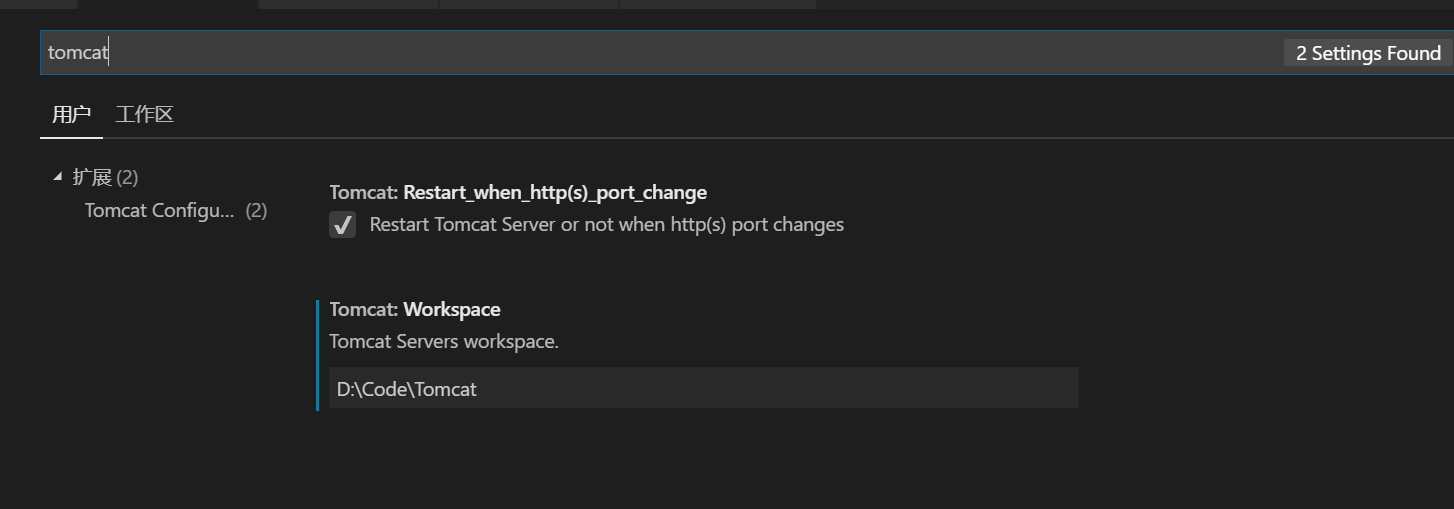 tomcat
2 Settings Found
用户 工作区
扩展 (2)
Tomcat Configu... (2)
Tomcat: Restart_when_http(s)_port_change
Restart Tomcat Server or not when http(s) port changes
Tomcat: Workspace
Tomcat Servers workspace.
D:\Code\Tomcat